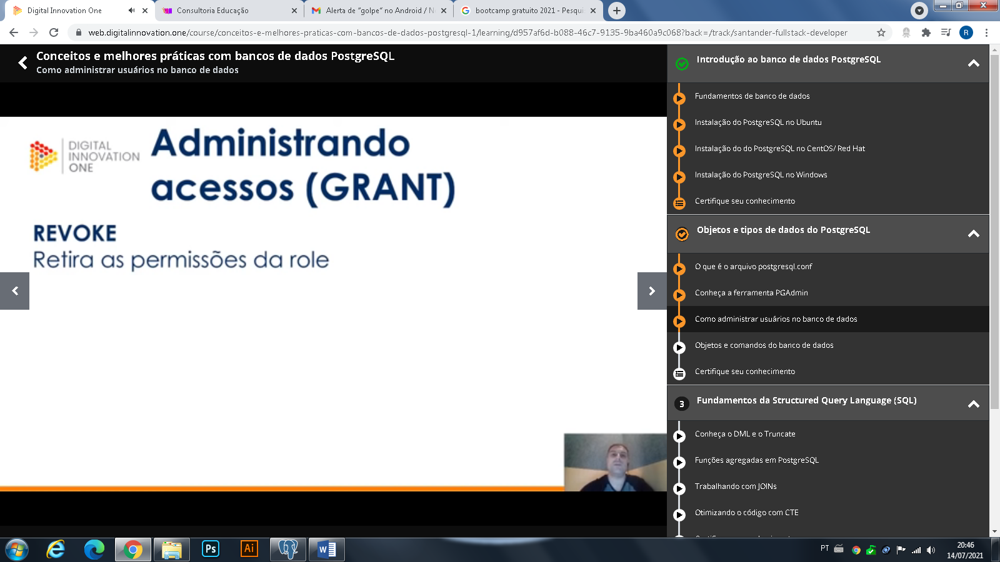 Digital Innovation One
Consultoria Educação
Alerta de "golpe" no Android / N
bootcamp gratuito 2021 - Pesqui
web.digitalinnovation.one/course/conceitos-e-melhores-praticas-com-bancos-de-dados-postgresql-1/learning/d957af6d-b088-46c7-9135-9ba460a9c068?back=/track/santander-fullstack-developer
R
Conceitos e melhores práticas com bancos de dados PostgreSQL
Como administrar usuários no banco de dados
DIGITAL
INNOVATION
ONE
Administrando
acessos (GRANT)
REVOKE
Retira as permissões da role
Introdução ao banco de dados PostgreSQL
Fundamentos de banco de dados
Instalação do PostgreSQL no Ubuntu
Instalação do do PostgreSQL no CentOS/ Red Hat
Instalação do PostgreSQL no Windows
Certifique seu conhecimento
Objetos e tipos de dados do PostgreSQL
O que é o arquivo postgresql.conf
Conheça a ferramenta PGAdmin
Como administrar usuários no banco de dados
Objetos e comandos do banco de dados
Certifique seu conhecimento
3
Fundamentos da Structured Query Language (SQL)
Conheça o DML e o Truncate
Funções agregadas em PostgreSQL
Trabalhando com JOINs
Otimizando o código com CTE
Ps
Ai
W
PT
20:46
14/07/2021